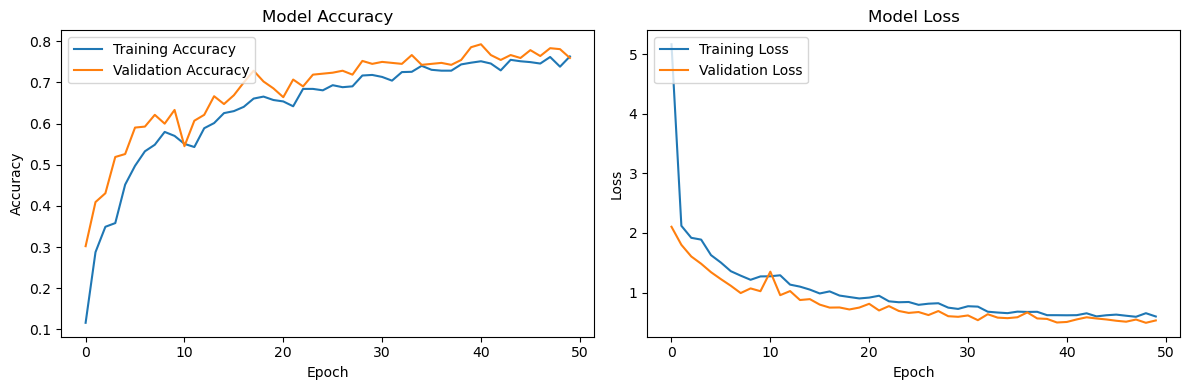 Model Accuracy
Training Accuracy
Validation Accuracy
Accuracy
0.8
0.7
0.6
0.5
0.4
0.3
0.2
0.1
0 10 20 30 40 50
Epoch
Model Loss
Training Loss
Validation Loss
Loss
5
4
3
2
1
0 10 20 30 40 50
Epoch